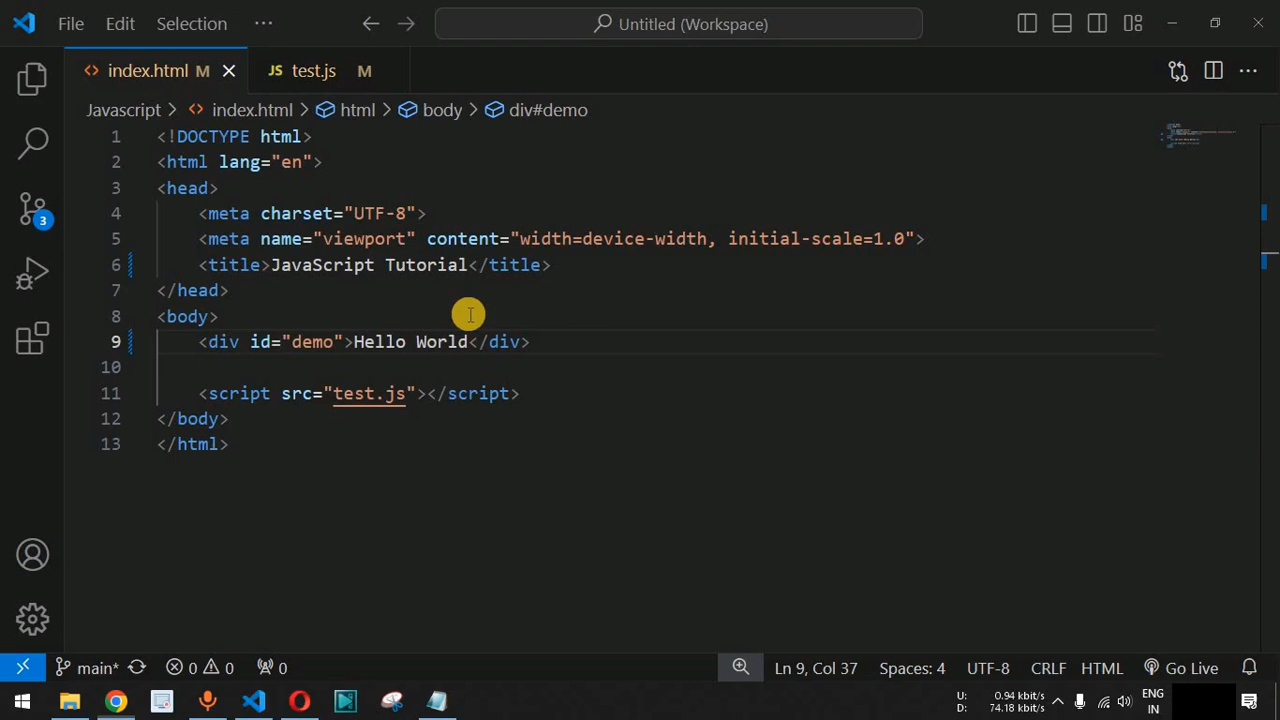 File Edit Selection ··· Untitled (Workspace)
index.html M JS test.js M
Javascript > index.html > html > body > div#demo
1 <!DOCTYPE html>
2 <html lang="en">
3 <head>
4 <meta charset="UTF-8">
5 <meta name="viewport" content="width=device-width, initial-scale=1.0">
6 <title>JavaScript Tutorial</title>
7 </head>
8 <body>
9 <div id="demo">Hello World</div>
10
11 <script src="test.js"></script>
12 </body>
13 </html>
3
main* 0 0 0 Ln 9, Col 37 Spaces: 4 UTF-8 CRLF HTML Go Live
U: 0.94 kbit/s ENG
D: 74.18 kbit/s IN